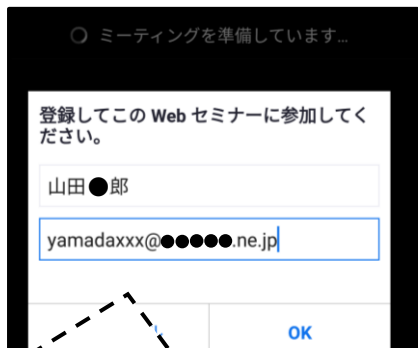 ミーティングを準備しています...
登録してこの Web セミナーに参加してく
ださい。
山田●郎
yamadaxxx@●●●●●.ne.jp
OK